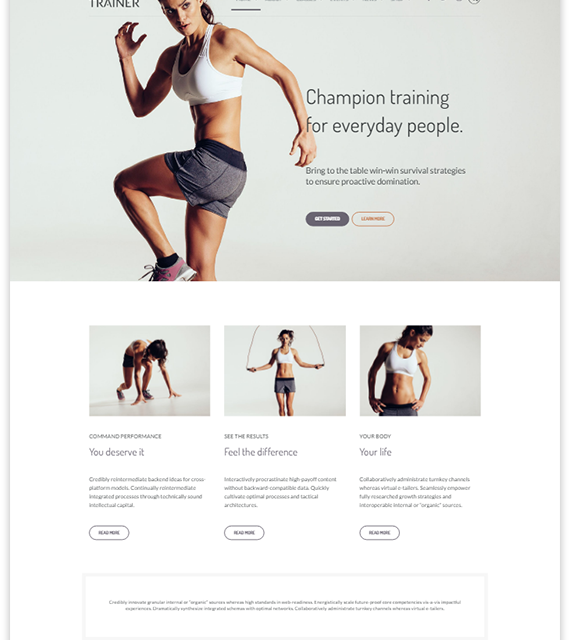 TRAINER
Champion training
for everyday people.
Bring to the table win-win survival strategies
to ensure proactive domination.
GET STARTED
LEARN MORE
COMMAND PERFORMANCE
You deserve it
Credibly reintermediate backend ideas for cross-
platform models. Continually reintermediate
integrated processes through technically sound
intellectual capital.
READ MORE
SEE THE RESULTS
Feel the difference
Interactively procrastinate high-payoff content
without backward-compatible data. Quickly
cultivate optimal processes and tactical
architectures.
READ MORE
YOUR BODY
Your life
Collaboratively administrate turnkey channels
whereas virtual e-tailers. Seamlessly empower
fully researched growth strategies and
interoperable internal or "organic" sources.
READ MORE
Credibly innovate granular internal or "organic" sources whereas high standards in web-readiness. Energistically scale future-proof core competencies vis-a-vis impactful
experiences. Dramatically synthesize integrated schemas with optimal networks. Collaboratively administrate turnkey channels whereas virtual e-tailers.